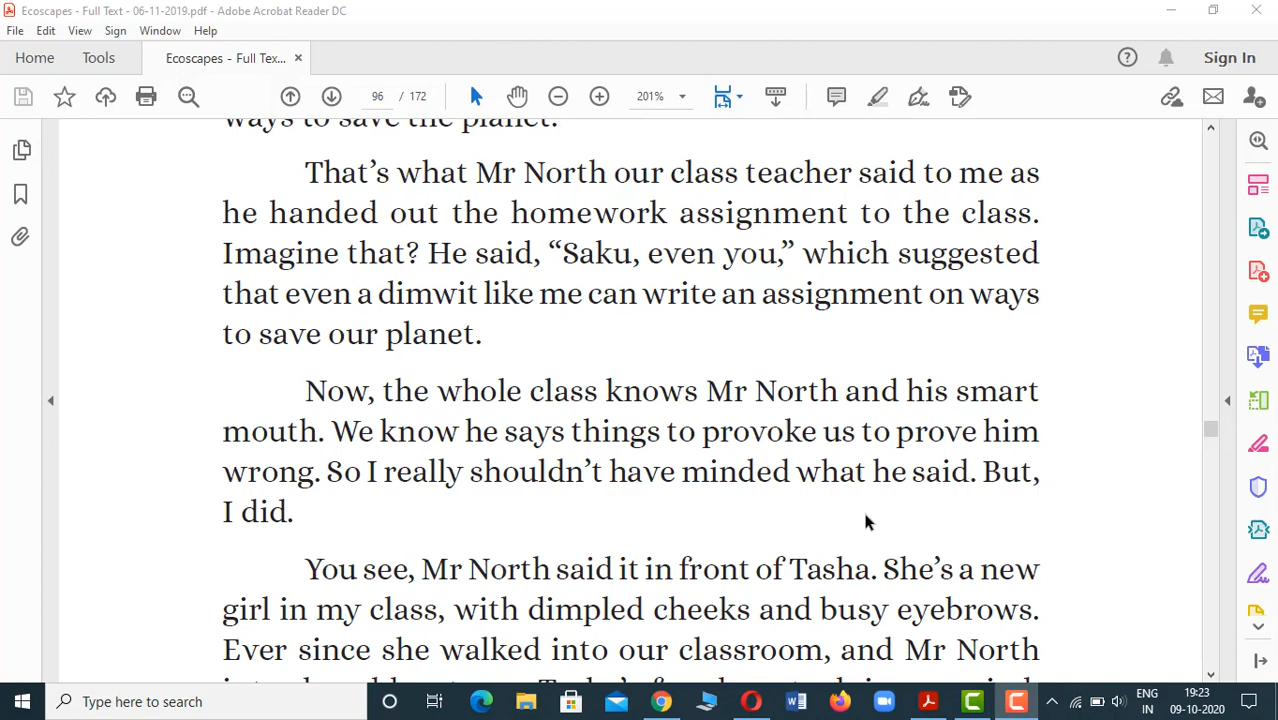 Ecoscapes - Full Text - 06-11-2019.pdf - Adobe Acrobat Reader DC
File Edit View Sign Window Help
Home Tools Ecoscapes - Full Tex... × Sign In
96 / 172 201%
ways to save the planet.
That’s what Mr North our class teacher said to me as
he handed out the homework assignment to the class.
Imagine that? He said, “Saku, even you,” which suggested
that even a dimwit like me can write an assignment on ways
to save our planet.
Now, the whole class knows Mr North and his smart
mouth. We know he says things to provoke us to prove him
wrong. So I really shouldn’t have minded what he said. But,
I did.
You see, Mr North said it in front of Tasha. She’s a new
girl in my class, with dimpled cheeks and busy eyebrows.
Ever since she walked into our classroom, and Mr North
Type here to search
ENG 19:23
IN 09-10-2020